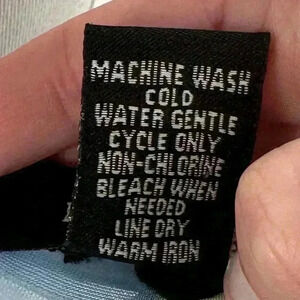 MACHINE WASH
COLD
WATER GENTLE
CYCLE ONLY
NON-CHLORINE
BLEACH WHEN
NEEDED
LINE DRY
WARM IRON